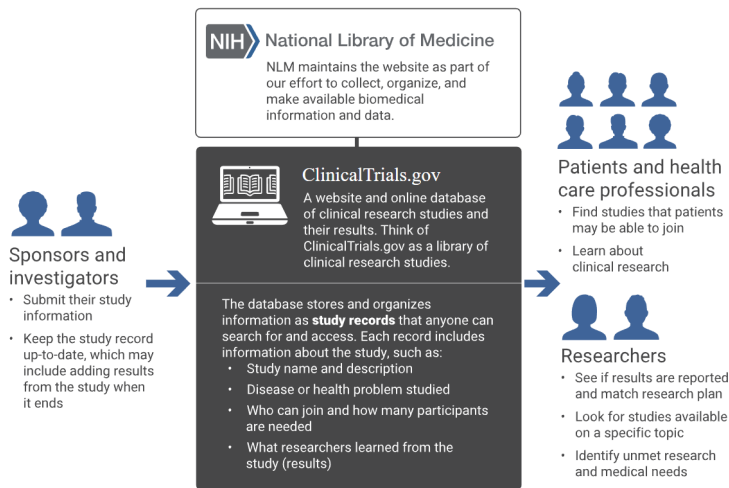 NIH National Library of Medicine
NLM maintains the website as part of
our effort to collect, organize, and
make available biomedical
information and data.
Sponsors and
investigators
• Submit their study
information
• Keep the study record
up-to-date, which may
include adding results
from the study when
it ends
ClinicalTrials.gov
A website and online database
of clinical research studies and
their results. Think of
ClinicalTrials.gov as a library of
clinical research studies.
The database stores and organizes
information as study records that anyone can
search for and access. Each record includes
information about the study, such as:
• Study name and description
• Disease or health problem studied
• Who can join and how many participants
are needed
• What researchers learned from the
study (results)
Patients and health
care professionals
• Find studies that patients
may be able to join
• Learn about
clinical research
Researchers
• See if results are reported
and match research plan
• Look for studies available
on a specific topic
• Identify unmet research
and medical needs